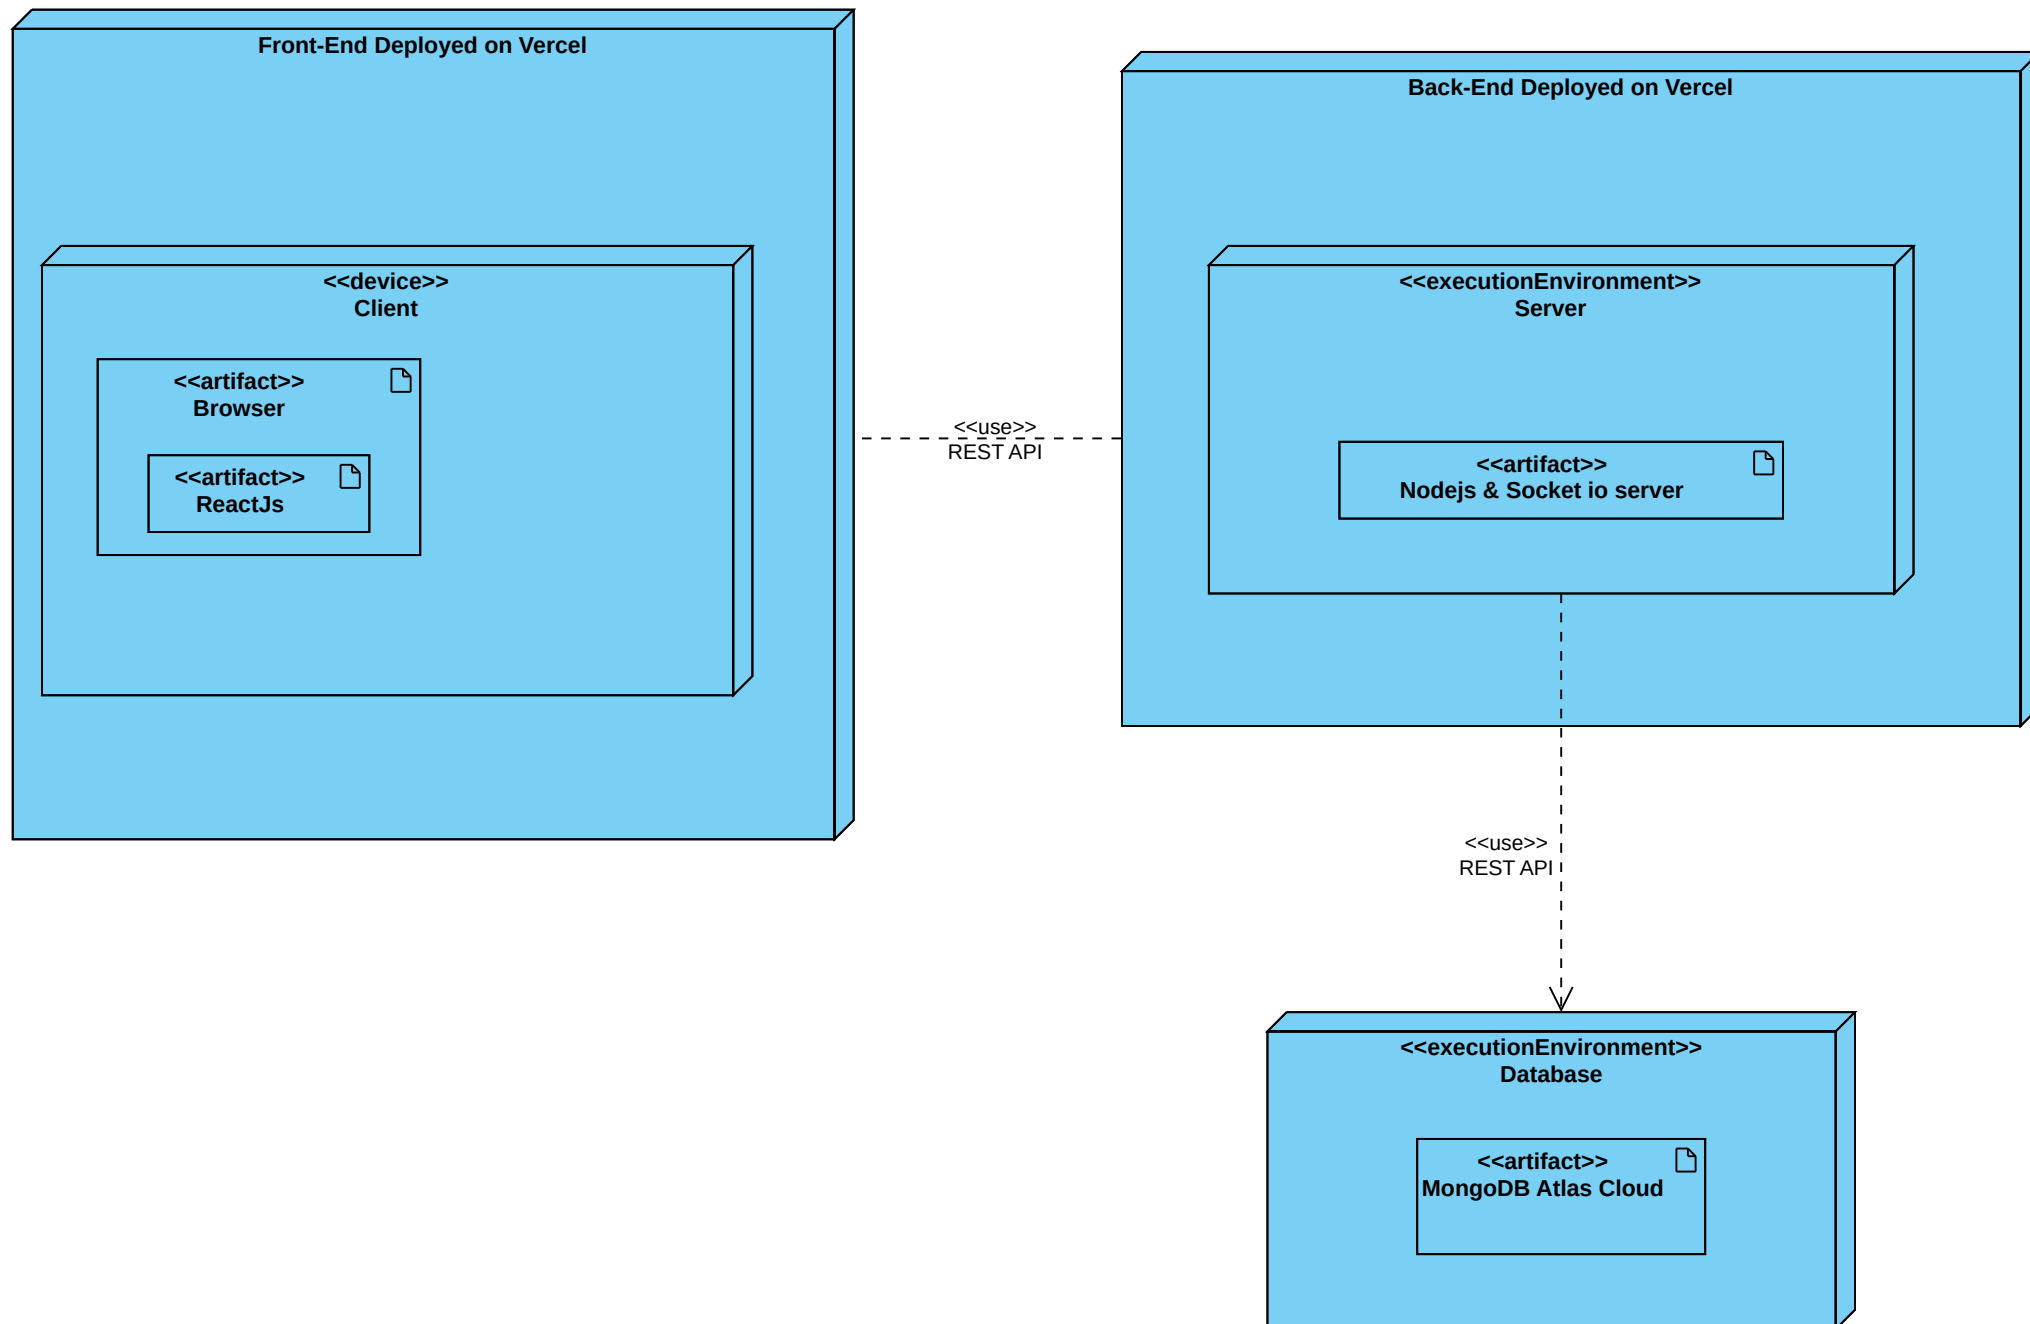 Front-End Deployed on Vercel
<<device>>
Client
<<artifact>>
Browser
<<artifact>>
ReactJs
<<use>>
REST API
Back-End Deployed on Vercel
<<executionEnvironment>>
Server
<<artifact>>
Nodejs & Socket io server
<<use>>
REST API
<<executionEnvironment>>
Database
<<artifact>>
MongoDB Atlas Cloud